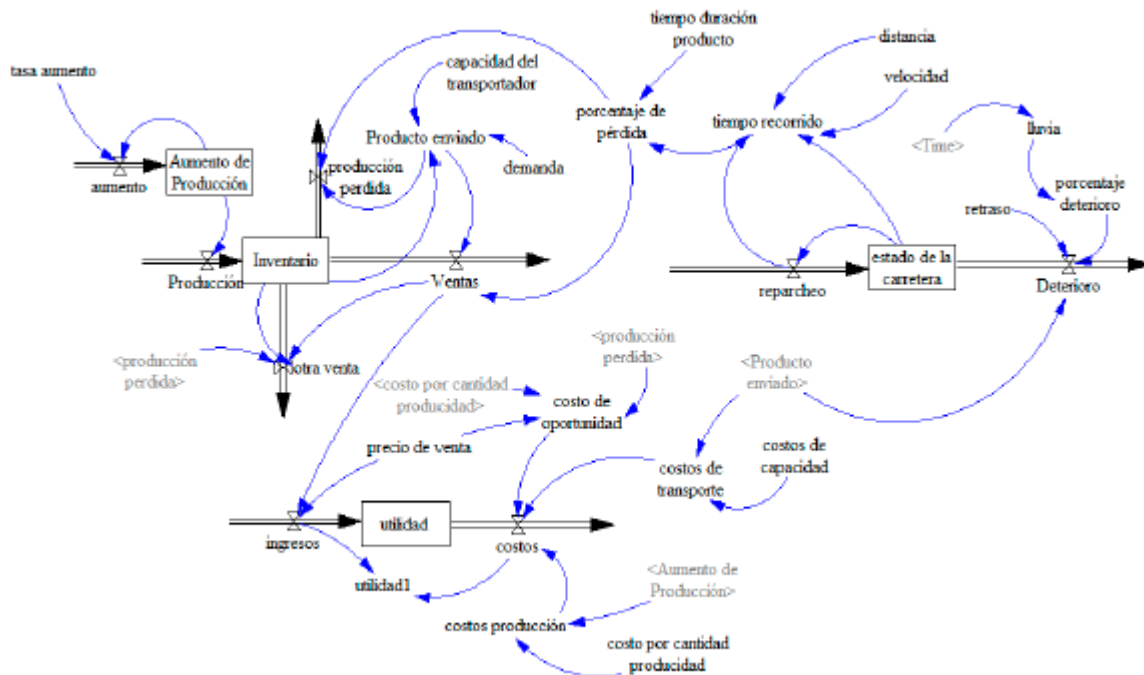 tiempo duración
producto
distancia
tasa aumento
capacidad del
transportador
velocidad
porcentaje de
pérdida
tiempo recorrido
lluvia
<Time>
Producto enviado
demanda
Aumento de
Producción
aumento
producción
perdida
porcentaje
deterioro
retraso
Inventario
estado de la
carretera
Producción
Ventas
reparcheo
Deterioro
<producción
perdida>
otra venta
<producción
perdida>
<Producto
enviado>
<costo por cantidad
producidad>
costo de
oportunidad
precio de venta
costos de
transporte
costos de
capacidad
utilidad
ingresos
costos
utilidad1
<Aumento de
Producción>
costos producción
costo por cantidad
producidad